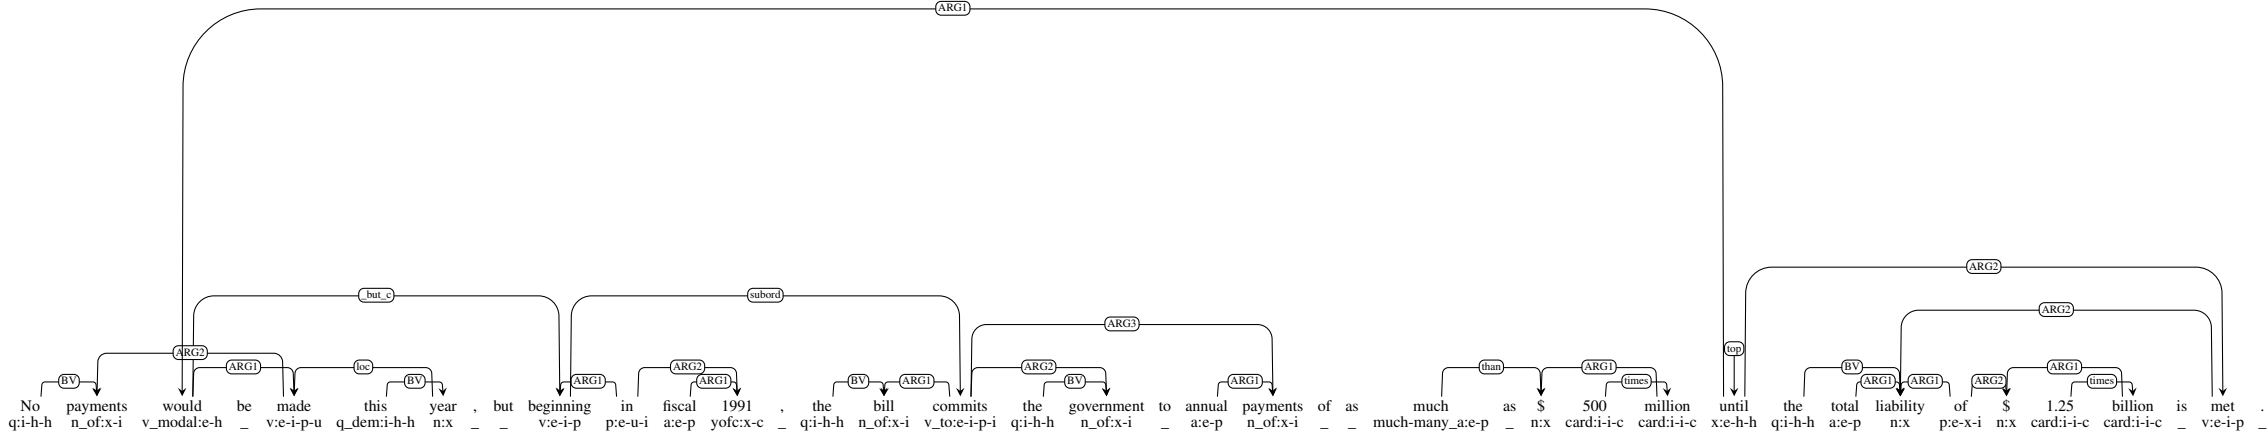 ARG1
ARG2
_but_c subord
ARG2
ARG3
top
ARG2
ARG1 loc ARG2 ARG2 than ARG1 BV ARG1
BV BV ARG1 ARG1 BV ARG1 BV ARG1 times ARG1 ARG1 ARG2 times
No payments would be made this year , but beginning in fiscal 1991 , the bill commits the government to annual payments of as much as $ 500 million until the total liability of $ 1.25 billion is met .
q:i-h-h n_of:x-i v_modal:e-h _ v:e-i-p-u q_dem:i-h-h n:x _ _ v:e-i-p p:e-u-i a:e-p yofc:x-c _ q:i-h-h n_of:x-i v_to:e-i-p-i q:i-h-h n_of:x-i _ a:e-p n_of:x-i _ _ much-many_a:e-p _ n:x card:i-i-c card:i-i-c x:e-h-h q:i-h-h a:e-p n:x p:e-x-i n:x card:i-i-c card:i-i-c _ v:e-i-p _